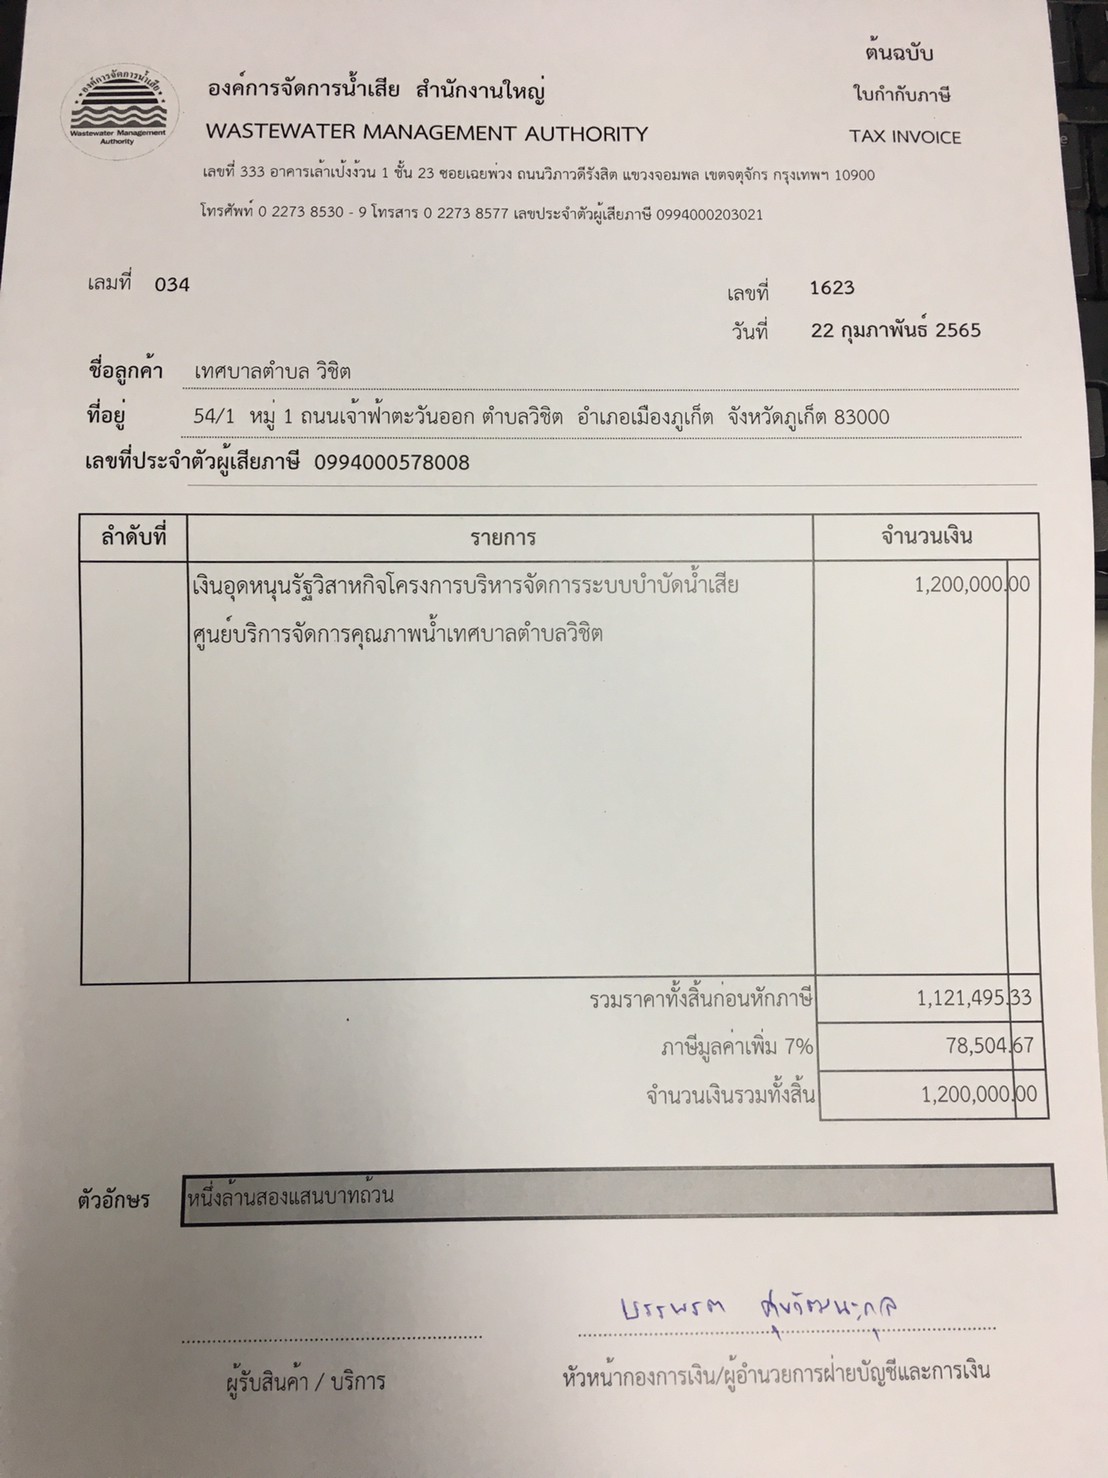 ต้นฉบับ
องค์การจัดการน้ำเสีย
Wastewater Management
Authority
องค์การจัดการน้ำเสีย สำนักงานใหญ่
ใบกำกับภาษี
WASTEWATER MANAGEMENT AUTHORITY
TAX INVOICE
เลขที่ 333 อาคารเล้าเป้งง้วน 1 ชั้น 23 ซอยเฉยพ่วง ถนนวิภาวดีรังสิต แขวงจอมพล เขตจตุจักร กรุงเทพฯ 10900
โทรศัพท์ 0 2273 8530 - 9 โทรสาร 0 2273 8577 เลขประจำตัวผู้เสียภาษี 0994000203021
เลมที่ 034
เลขที่ 1623
วันที่ 22 กุมภาพันธ์ 2565
ชื่อลูกค้า เทศบาลตำบล วิชิต
ที่อยู่ 54/1 หมู่ 1 ถนนเจ้าฟ้าตะวันออก ตำบลวิชิต อำเภอเมืองภูเก็ต จังหวัดภูเก็ต 83000
เลขที่ประจำตัวผู้เสียภาษี 0994000578008
ลำดับที่ รายการ จำนวนเงิน
เงินอุดหนุนรัฐวิสาหกิจโครงการบริหารจัดการระบบบำบัดน้ำเสีย 1,200,000.00
ศูนย์บริการจัดการคุณภาพน้ำเทศบาลตำบลวิชิต
รวมราคาทั้งสิ้นก่อนหักภาษี 1,121,495.33
ภาษีมูลค่าเพิ่ม 7% 78,504.67
จำนวนเงินรวมทั้งสิ้น 1,200,000.00
ตัวอักษร หนึ่งล้านสองแสนบาทถ้วน
บรรพรต ศุขวัฒนะกุล
ผู้รับสินค้า / บริการ
หัวหน้ากองการเงิน/ผู้อำนวยการฝ่ายบัญชีและการเงิน